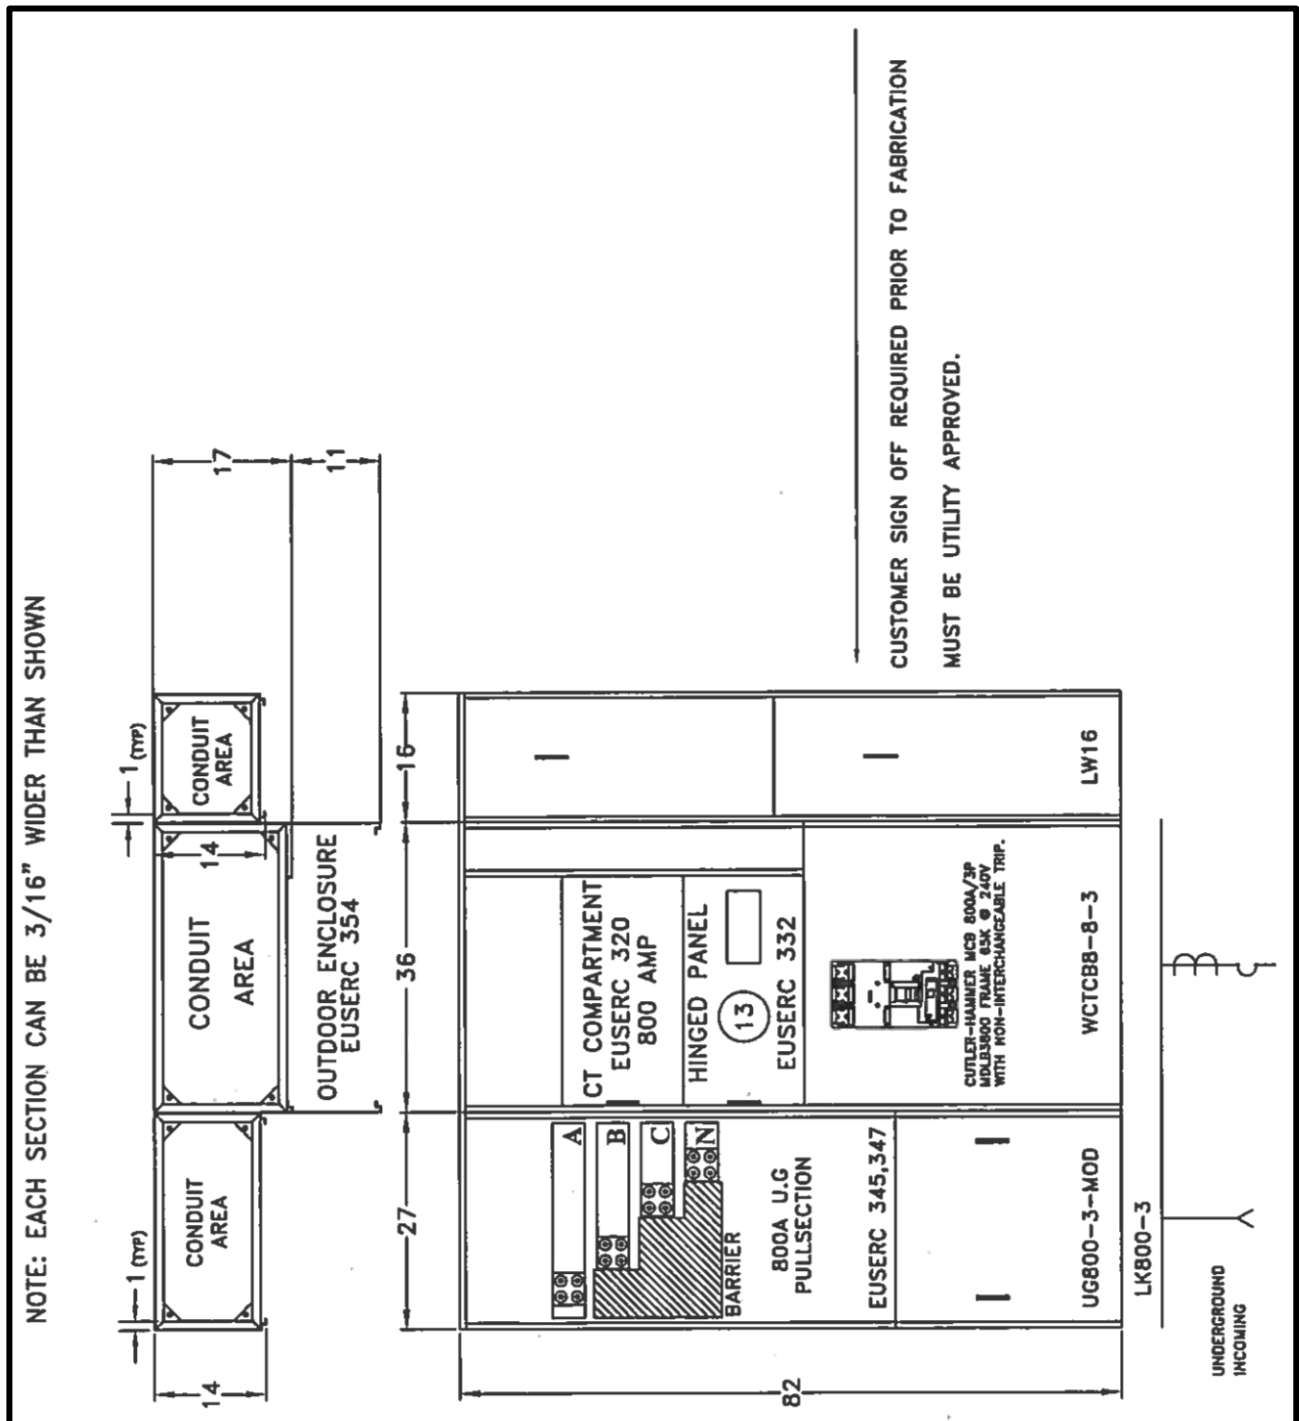 NOTE: EACH SECTION CAN BE 3/16" WIDER THAN SHOWN
14
1 (TYP)
CONDUIT
AREA
CONDUIT
AREA
14
OUTDOOR ENCLOSURE
EUSERC 354
1 (TYP)
CONDUIT
AREA
17
11
27
36
16
82
A
B
C
N
BARRIER
800A U.G
PULLSECTION
EUSERC 345,347
UG800-3-MOD
CT COMPARTMENT
EUSERC 320
800 AMP
HINGED PANEL
13
EUSERC 332
CUTLER-HAMMER MCB 800A/3P
MDLB3800 FRAME 65K @ 240V
WITH NON-INTERCHANGEABLE TRIP.
WCTCB8-8-3
LW16
LK800-3
UNDERGROUND
INCOMING
CUSTOMER SIGN OFF REQUIRED PRIOR TO FABRICATION
MUST BE UTILITY APPROVED.